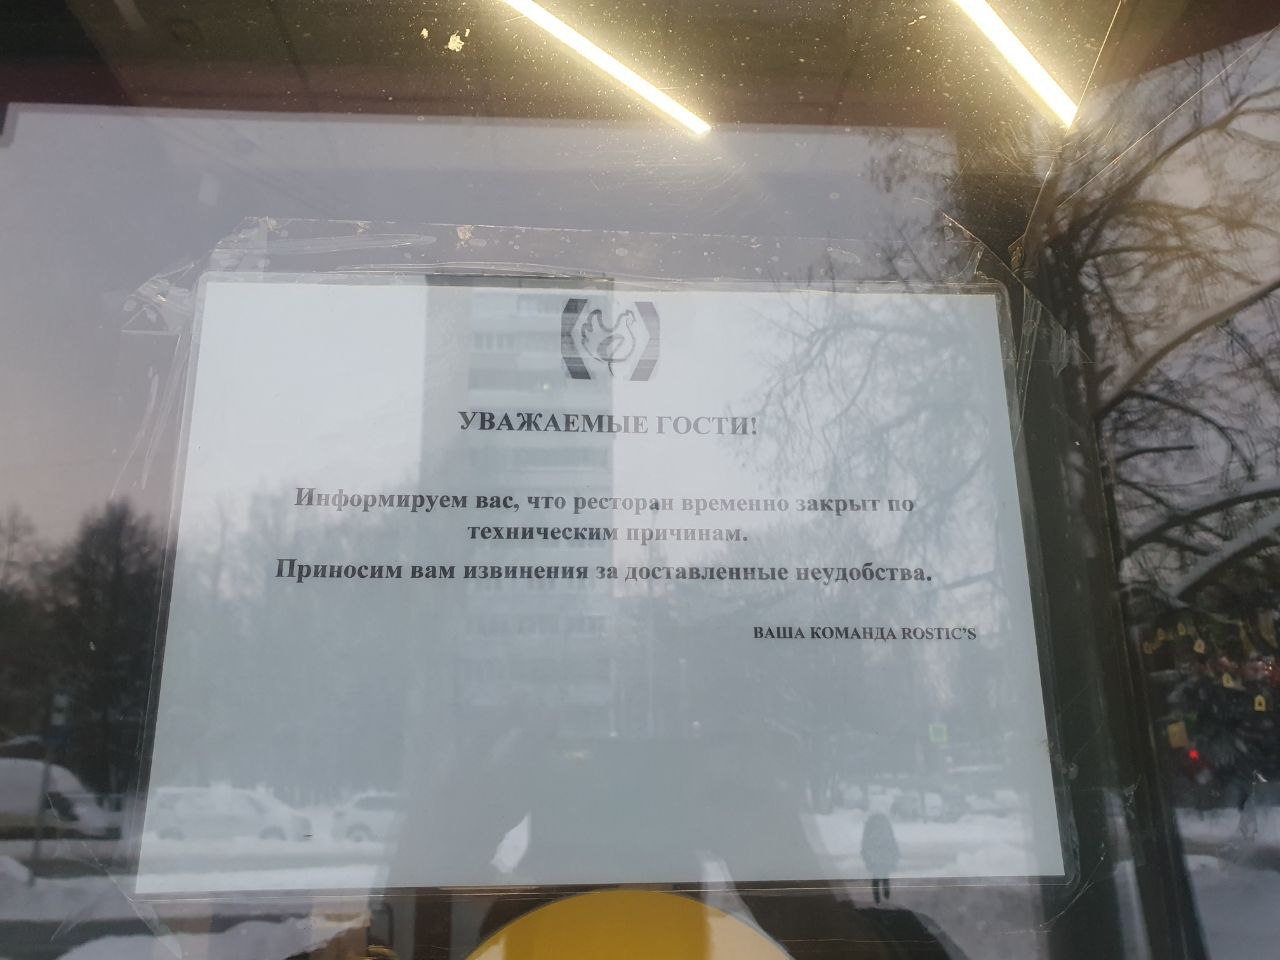 УВАЖАЕМЫЕ ГОСТИ!
Информируем вас, что ресторан временно закрыт по
техническим причинам.
Приносим вам извинения за доставленные неудобства.
ВАША КОМАНДА ROSTIC'S